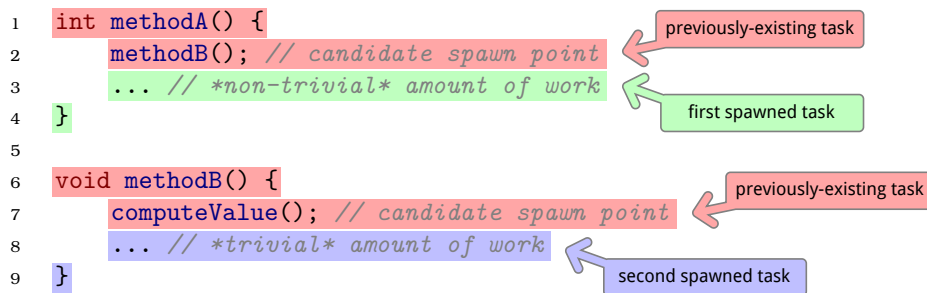 1 int methodA() {
previously-existing task
2 methodB(); // candidate spawn point
3 ... // *non-trivial* amount of work
first spawned task
4 }
5
6 void methodB() {
previously-existing task
7 computeValue(); // candidate spawn point
8 ... // *trivial* amount of work
second spawned task
9 }